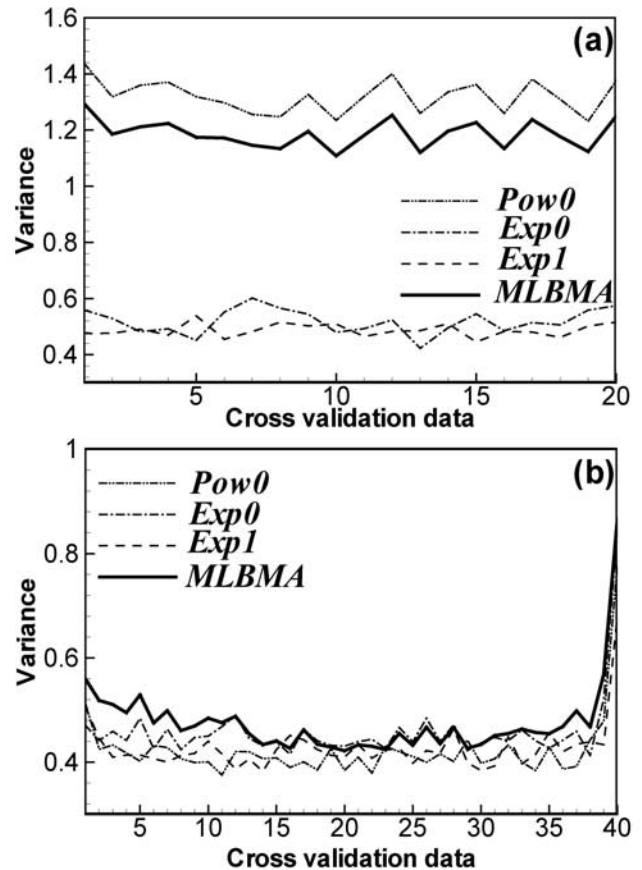 (a)
1.6
1.4
1.2
1
0.8
0.6
0.4
Variance
Pow0
Exp0
Exp1
MLBMA
5 10 15 20
Cross validation data
(b)
1
0.8
0.6
0.4
Variance
Pow0
Exp0
Exp1
MLBMA
5 10 15 20 25 30 35 40
Cross validation data